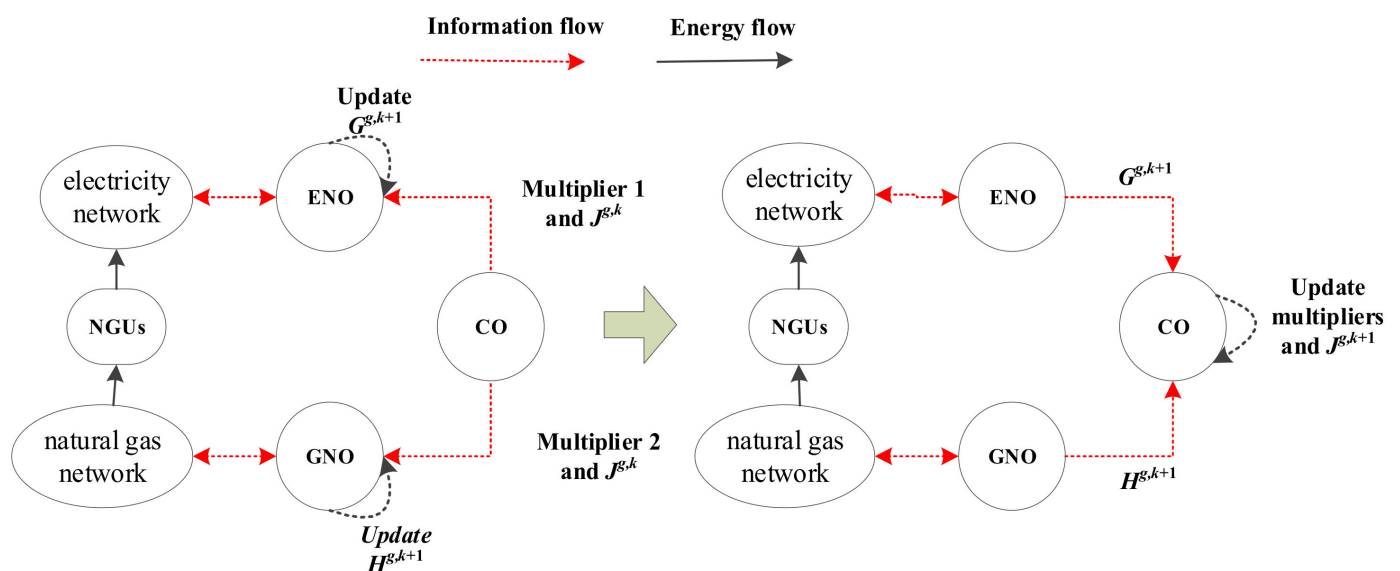 Information flow
Energy flow
Update
G^{g,k+1}
electricity
network
ENO
Multiplier 1
and J^{g,k}
NGUs
CO
natural gas
network
GNO
Multiplier 2
and J^{g,k}
Update
H^{g,k+1}
electricity
network
ENO
G^{g,k+1}
NGUs
CO
Update
multipliers
and J^{g,k+1}
natural gas
network
GNO
H^{g,k+1}